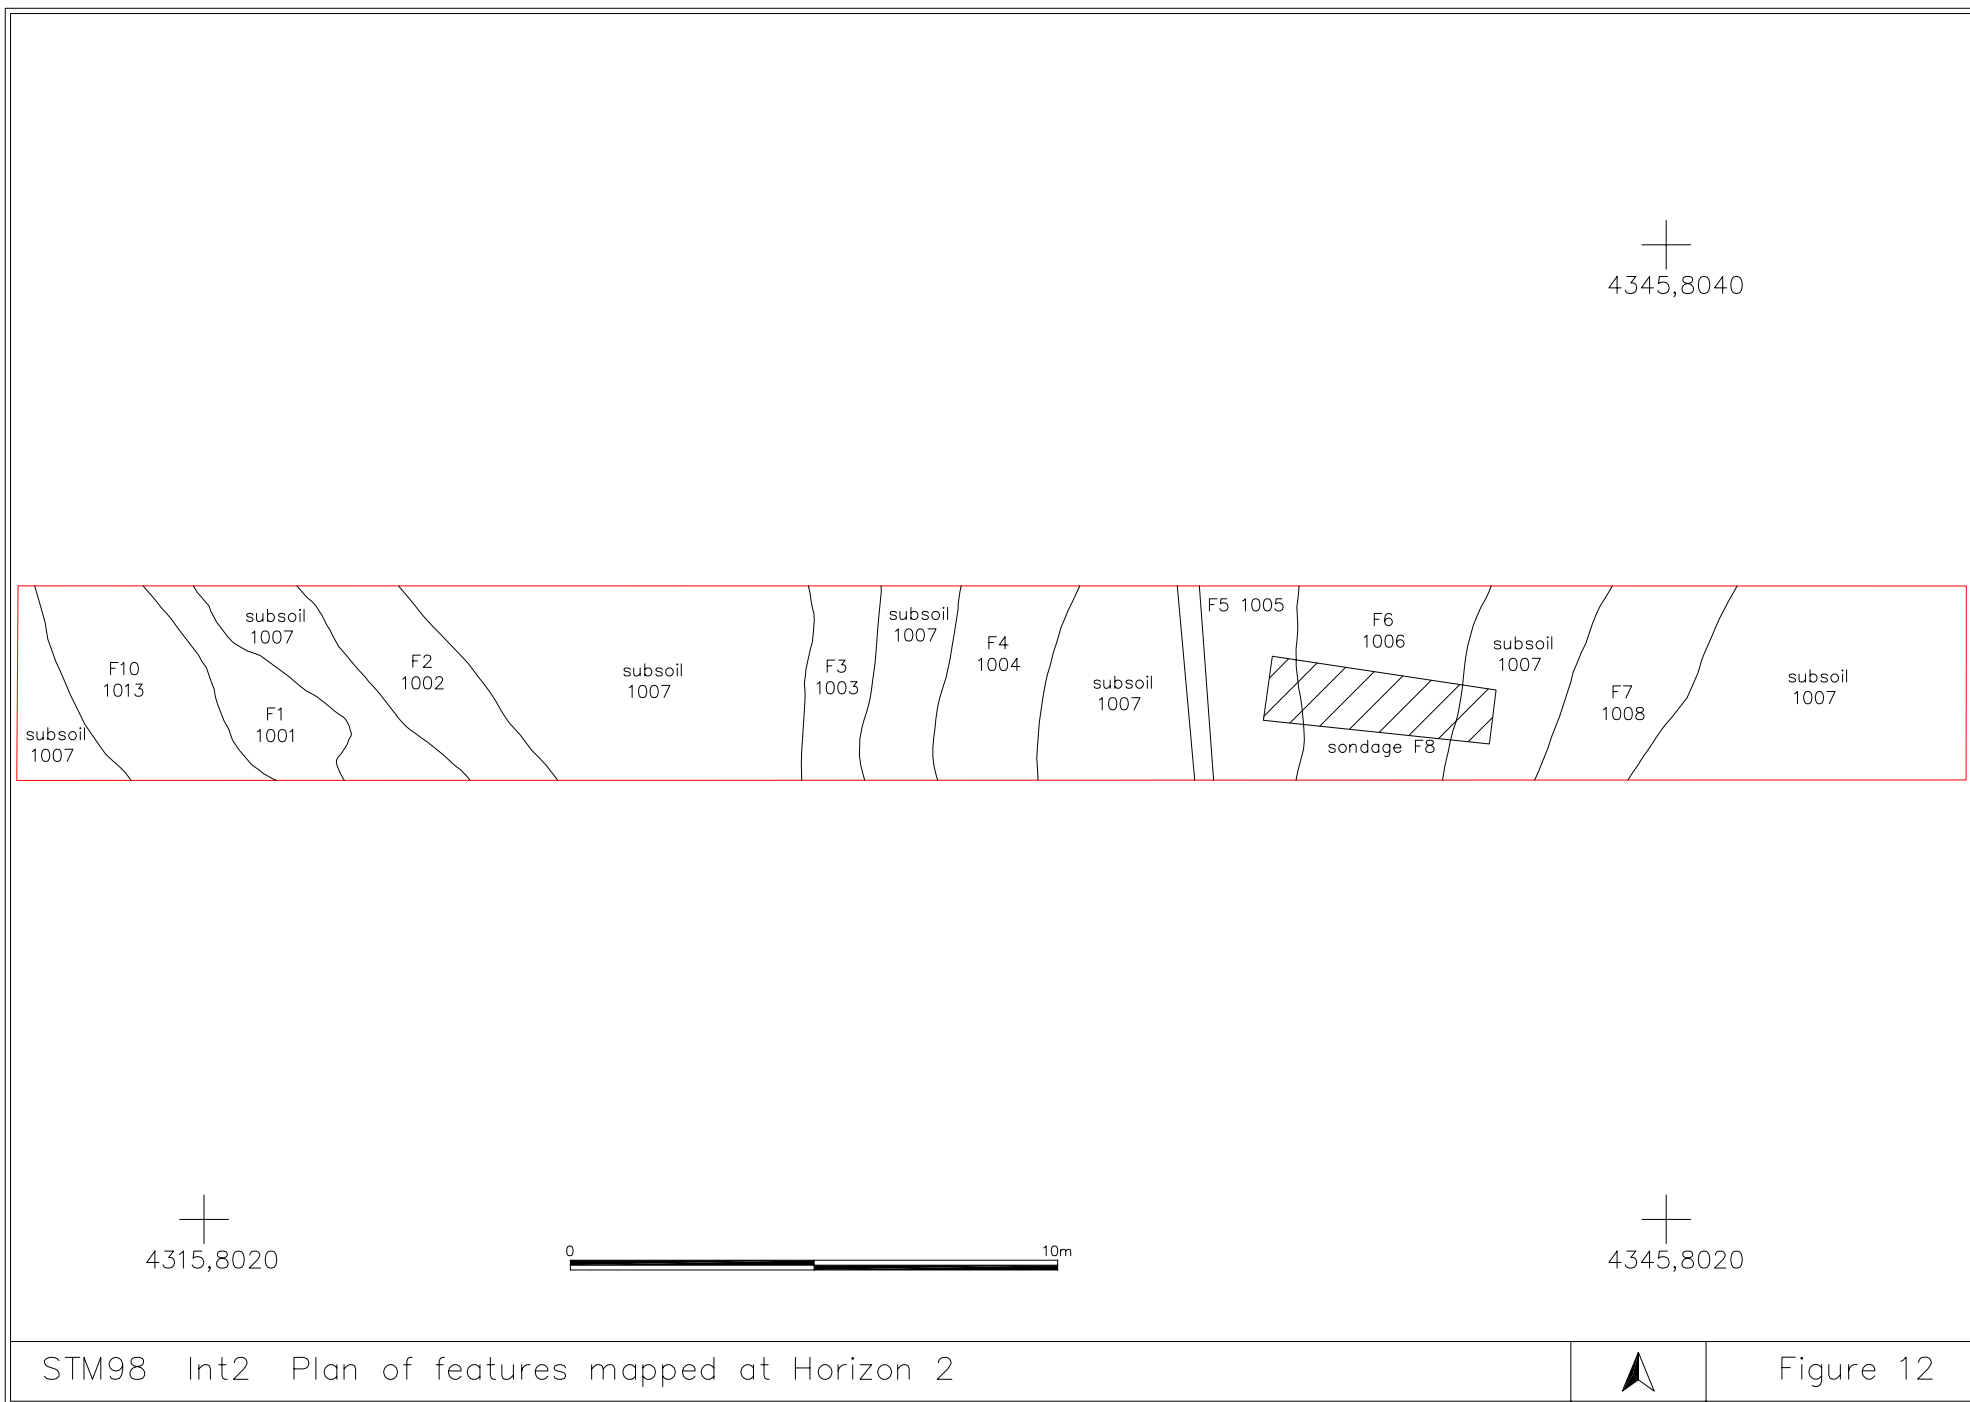 4345,8040
subsoil
1007
F10
1013
subsoil
1007
F1
1001
F2
1002
subsoil
1007
F3
1003
subsoil
1007
F4
1004
subsoil
1007
F5 1005
F6
1006
sondage F8
subsoil
1007
F7
1008
subsoil
1007
4315,8020
0
10m
4345,8020
STM98 Int2 Plan of features mapped at Horizon 2
Figure 12